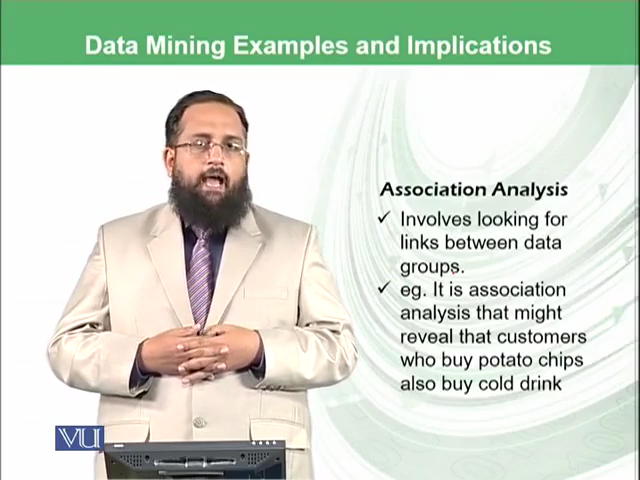 Data Mining Examples and Implications
Association Analysis
✓ Involves looking for
links between data
groups.
✓ eg. It is association
analysis that might
reveal that customers
who buy potato chips
also buy cold drink
VU